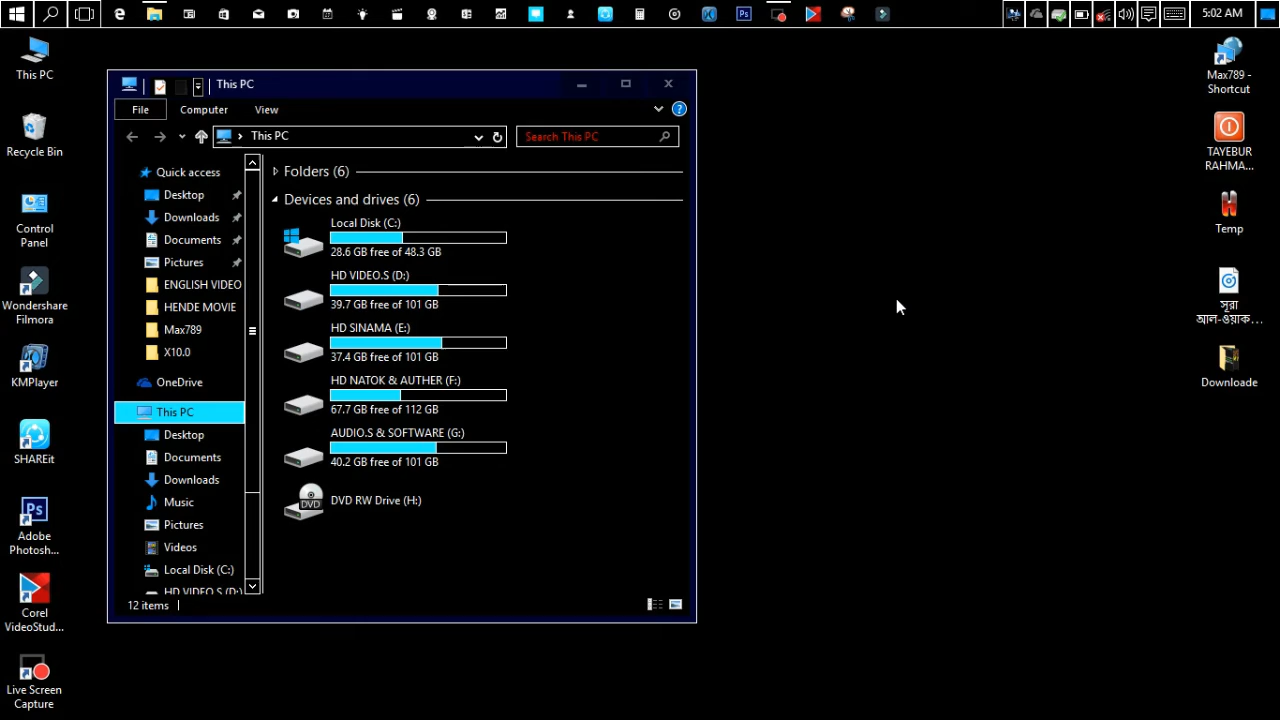 5:02 AM
This PC
Recycle Bin
Control
Panel
Wondershare
Filmora
KMPlayer
SHAREit
Ps
Adobe
Photosh...
Corel
VideoStud...
Live Screen
Capture
This PC
File
Computer
View
?
This PC
Search This PC
Quick access
Desktop
Downloads
Documents
Pictures
ENGLISH VIDEO
HENDE MOVIE
Max789
X10.0
OneDrive
This PC
Desktop
Documents
Downloads
Music
Pictures
Videos
Local Disk (C:)
HD VIDEO.S (D:)
Folders (6)
Devices and drives (6)
Local Disk (C:)
28.6 GB free of 48.3 GB
HD VIDEO.S (D:)
39.7 GB free of 101 GB
HD SINAMA (E:)
37.4 GB free of 101 GB
HD NATOK & AUTHER (F:)
67.7 GB free of 112 GB
AUDIO.S & SOFTWARE (G:)
40.2 GB free of 101 GB
DVD
DVD RW Drive (H:)
12 items
Max789 -
Shortcut
TAYEBUR
RAHMA...
Temp
সূরা
আল-ওয়াক...
Downloade